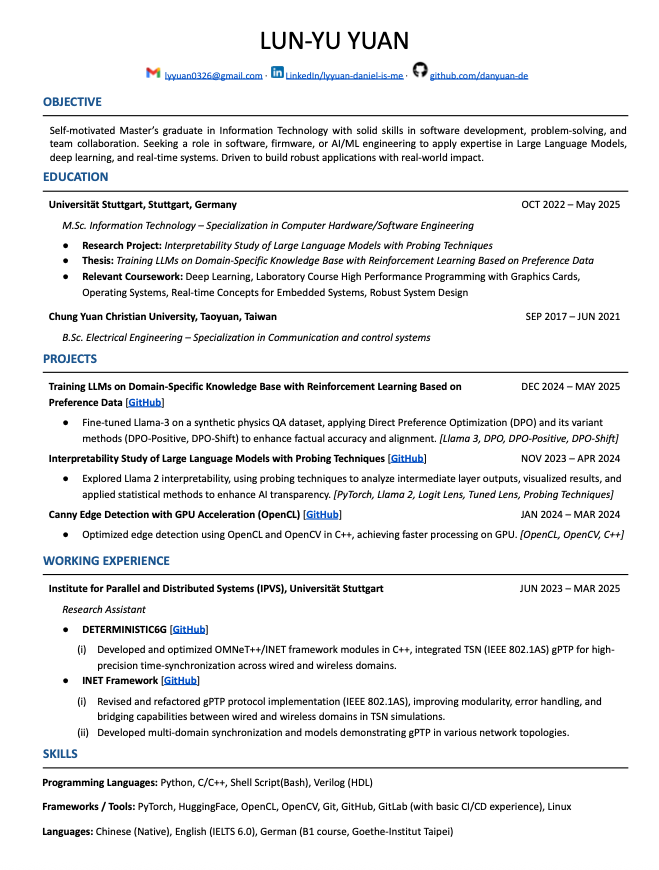 LUN-YU YUAN
lyyuan0326@gmail.com · LinkedIn/lyyuan-daniel-is-me · github.com/danyuan-de
OBJECTIVE
Self-motivated Master's graduate in Information Technology with solid skills in software development, problem-solving, and
team collaboration. Seeking a role in software, firmware, or AI/ML engineering to apply expertise in Large Language Models,
deep learning, and real-time systems. Driven to build robust applications with real-world impact.
EDUCATION
Universität Stuttgart, Stuttgart, Germany OCT 2022 – May 2025
M.Sc. Information Technology – Specialization in Computer Hardware/Software Engineering
● Research Project: Interpretability Study of Large Language Models with Probing Techniques
● Thesis: Training LLMs on Domain-Specific Knowledge Base with Reinforcement Learning Based on Preference Data
● Relevant Coursework: Deep Learning, Laboratory Course High Performance Programming with Graphics Cards,
Operating Systems, Real-time Concepts for Embedded Systems, Robust System Design
Chung Yuan Christian University, Taoyuan, Taiwan SEP 2017 – JUN 2021
B.Sc. Electrical Engineering – Specialization in Communication and control systems
PROJECTS
Training LLMs on Domain-Specific Knowledge Base with Reinforcement Learning Based on DEC 2024 – MAY 2025
Preference Data [GitHub]
● Fine-tuned Llama-3 on a synthetic physics QA dataset, applying Direct Preference Optimization (DPO) and its variant
methods (DPO-Positive, DPO-Shift) to enhance factual accuracy and alignment. [Llama 3, DPO, DPO-Positive, DPO-Shift]
Interpretability Study of Large Language Models with Probing Techniques [GitHub] NOV 2023 – APR 2024
● Explored Llama 2 interpretability, using probing techniques to analyze intermediate layer outputs, visualized results, and
applied statistical methods to enhance AI transparency. [PyTorch, Llama 2, Logit Lens, Tuned Lens, Probing Techniques]
Canny Edge Detection with GPU Acceleration (OpenCL) [GitHub] JAN 2024 – MAR 2024
● Optimized edge detection using OpenCL and OpenCV in C++, achieving faster processing on GPU. [OpenCL, OpenCV, C++]
WORKING EXPERIENCE
Institute for Parallel and Distributed Systems (IPVS), Universität Stuttgart JUN 2023 – MAR 2025
Research Assistant
● DETERMINISTIC6G [GitHub]
(i) Developed and optimized OMNeT++/INET framework modules in C++, integrated TSN (IEEE 802.1AS) gPTP for high-
precision time-synchronization across wired and wireless domains.
● INET Framework [GitHub]
(i) Revised and refactored gPTP protocol implementation (IEEE 802.1AS), improving modularity, error handling, and
bridging capabilities between wired and wireless domains in TSN simulations.
(ii) Developed multi-domain synchronization and models demonstrating gPTP in various network topologies.
SKILLS
Programming Languages: Python, C/C++, Shell Script(Bash), Verilog (HDL)
Frameworks / Tools: PyTorch, HuggingFace, OpenCL, OpenCV, Git, GitHub, GitLab (with basic CI/CD experience), Linux
Languages: Chinese (Native), English (IELTS 6.0), German (B1 course, Goethe-Institut Taipei)